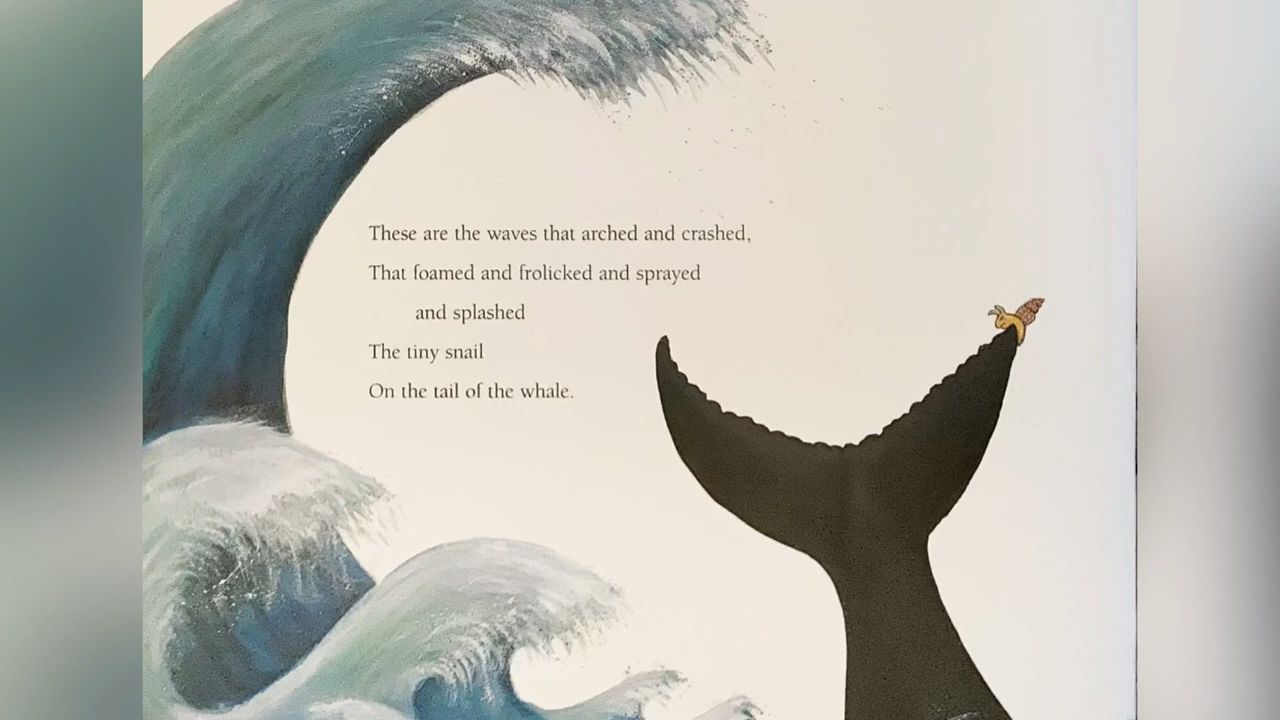 These are the waves that arched and crashed,
That foamed and frolicked and sprayed
and splashed
The tiny snail
On the tail of the whale.